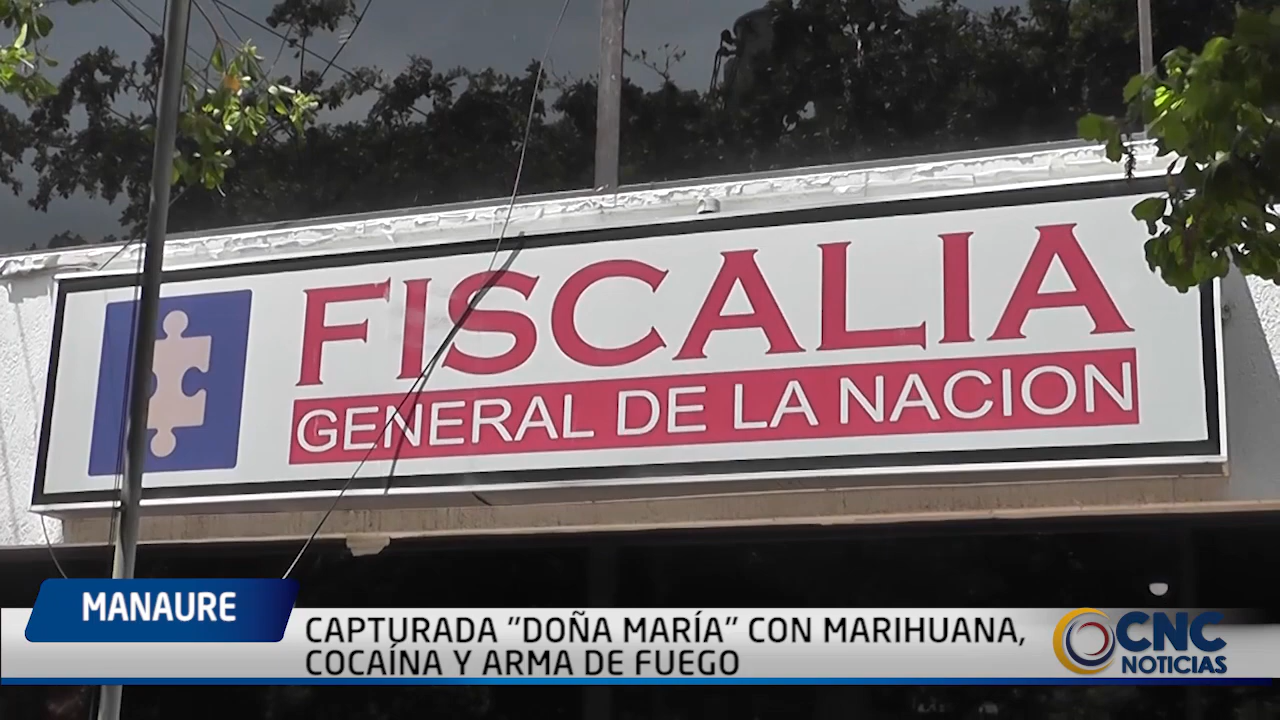 FISCALIA
GENERAL DE LA NACION
MANAURE
CAPTURADA “DOÑA MARÍA” CON MARIHUANA,
COCAÍNA Y ARMA DE FUEGO
CNC
NOTICIAS